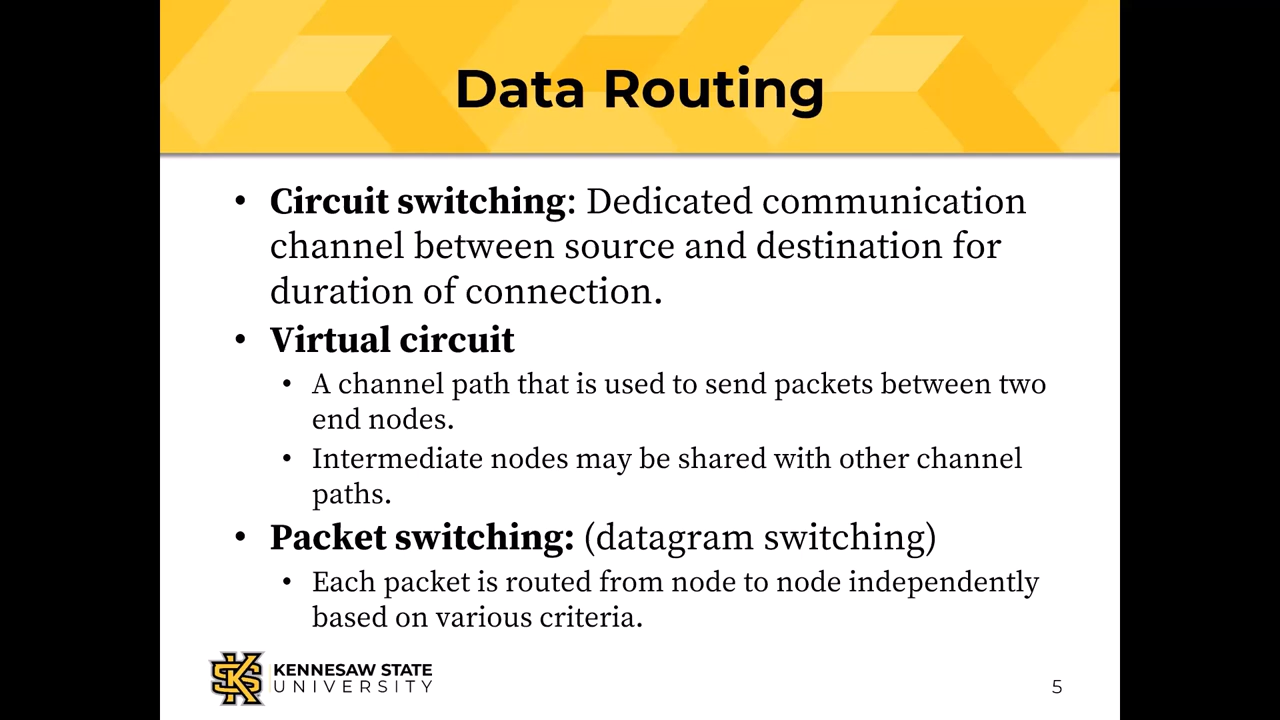 Data Routing
• Circuit switching: Dedicated communication
channel between source and destination for
duration of connection.
• Virtual circuit
• A channel path that is used to send packets between two
end nodes.
• Intermediate nodes may be shared with other channel
paths.
• Packet switching: (datagram switching)
• Each packet is routed from node to node independently
based on various criteria.
KENNESAW STATE
UNIVERSITY
5